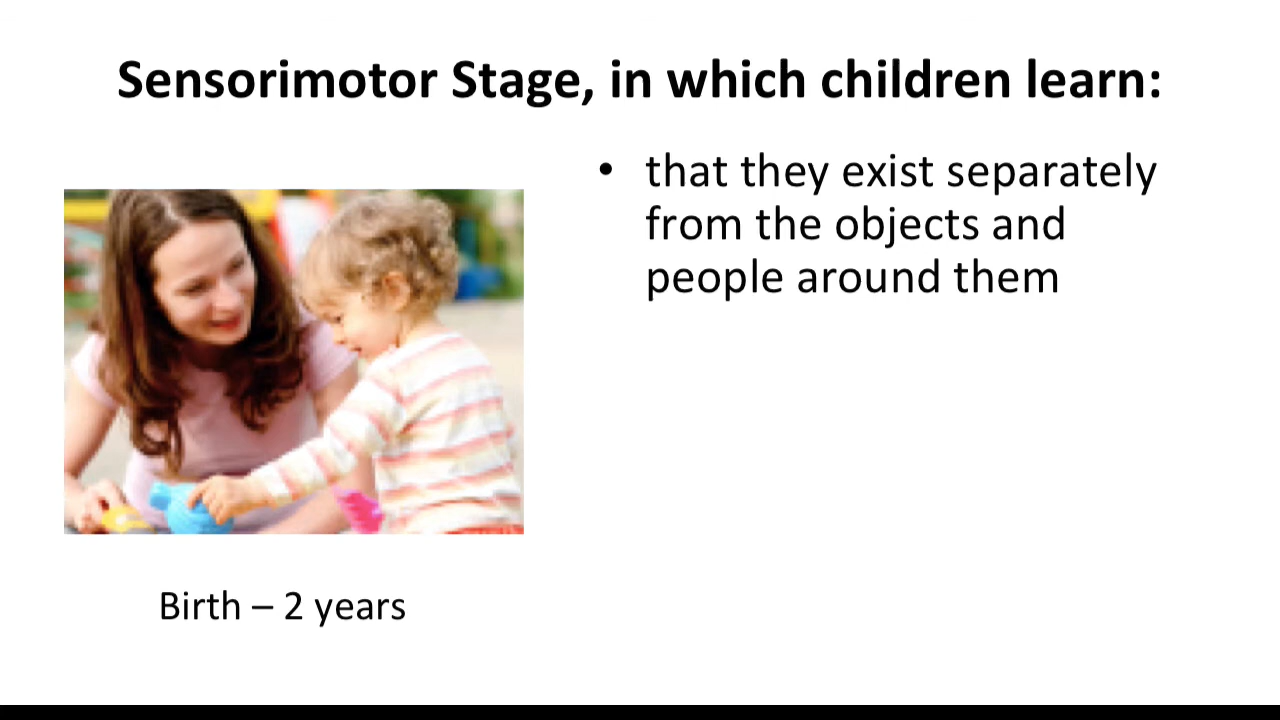 Sensorimotor Stage, in which children learn:
• that they exist separately
from the objects and
people around them
Birth – 2 years